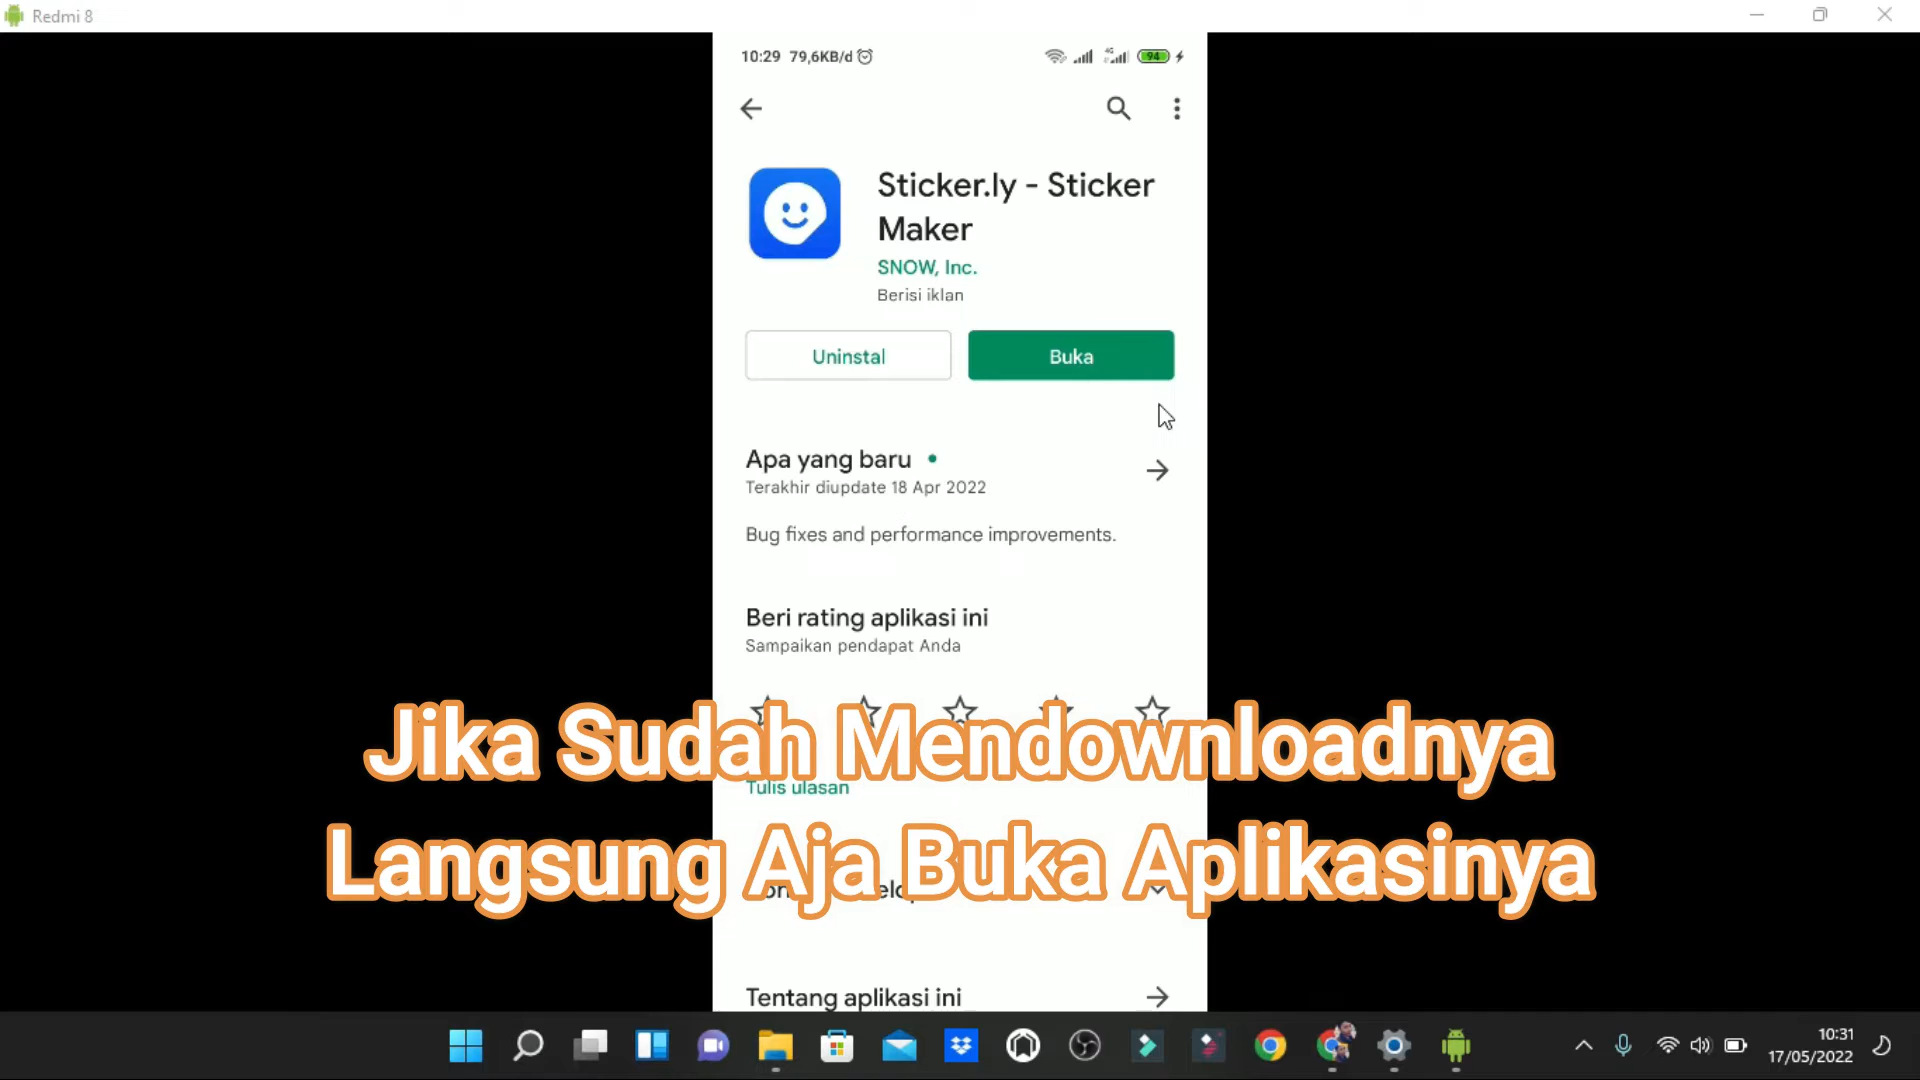 Redmi 8
10:29 79,6KB/d
4G
94
Sticker.ly - Sticker
Maker
SNOW, Inc.
Berisi iklan
Uninstal
Buka
Apa yang baru
Terakhir diupdate 18 Apr 2022
Bug fixes and performance improvements.
Beri rating aplikasi ini
Sampaikan pendapat Anda
Jika Sudah Mendownloadnya
Tulis ulasan
Langsung Aja Buka Aplikasinya
Tentang aplikasi ini
10:31
17/05/2022